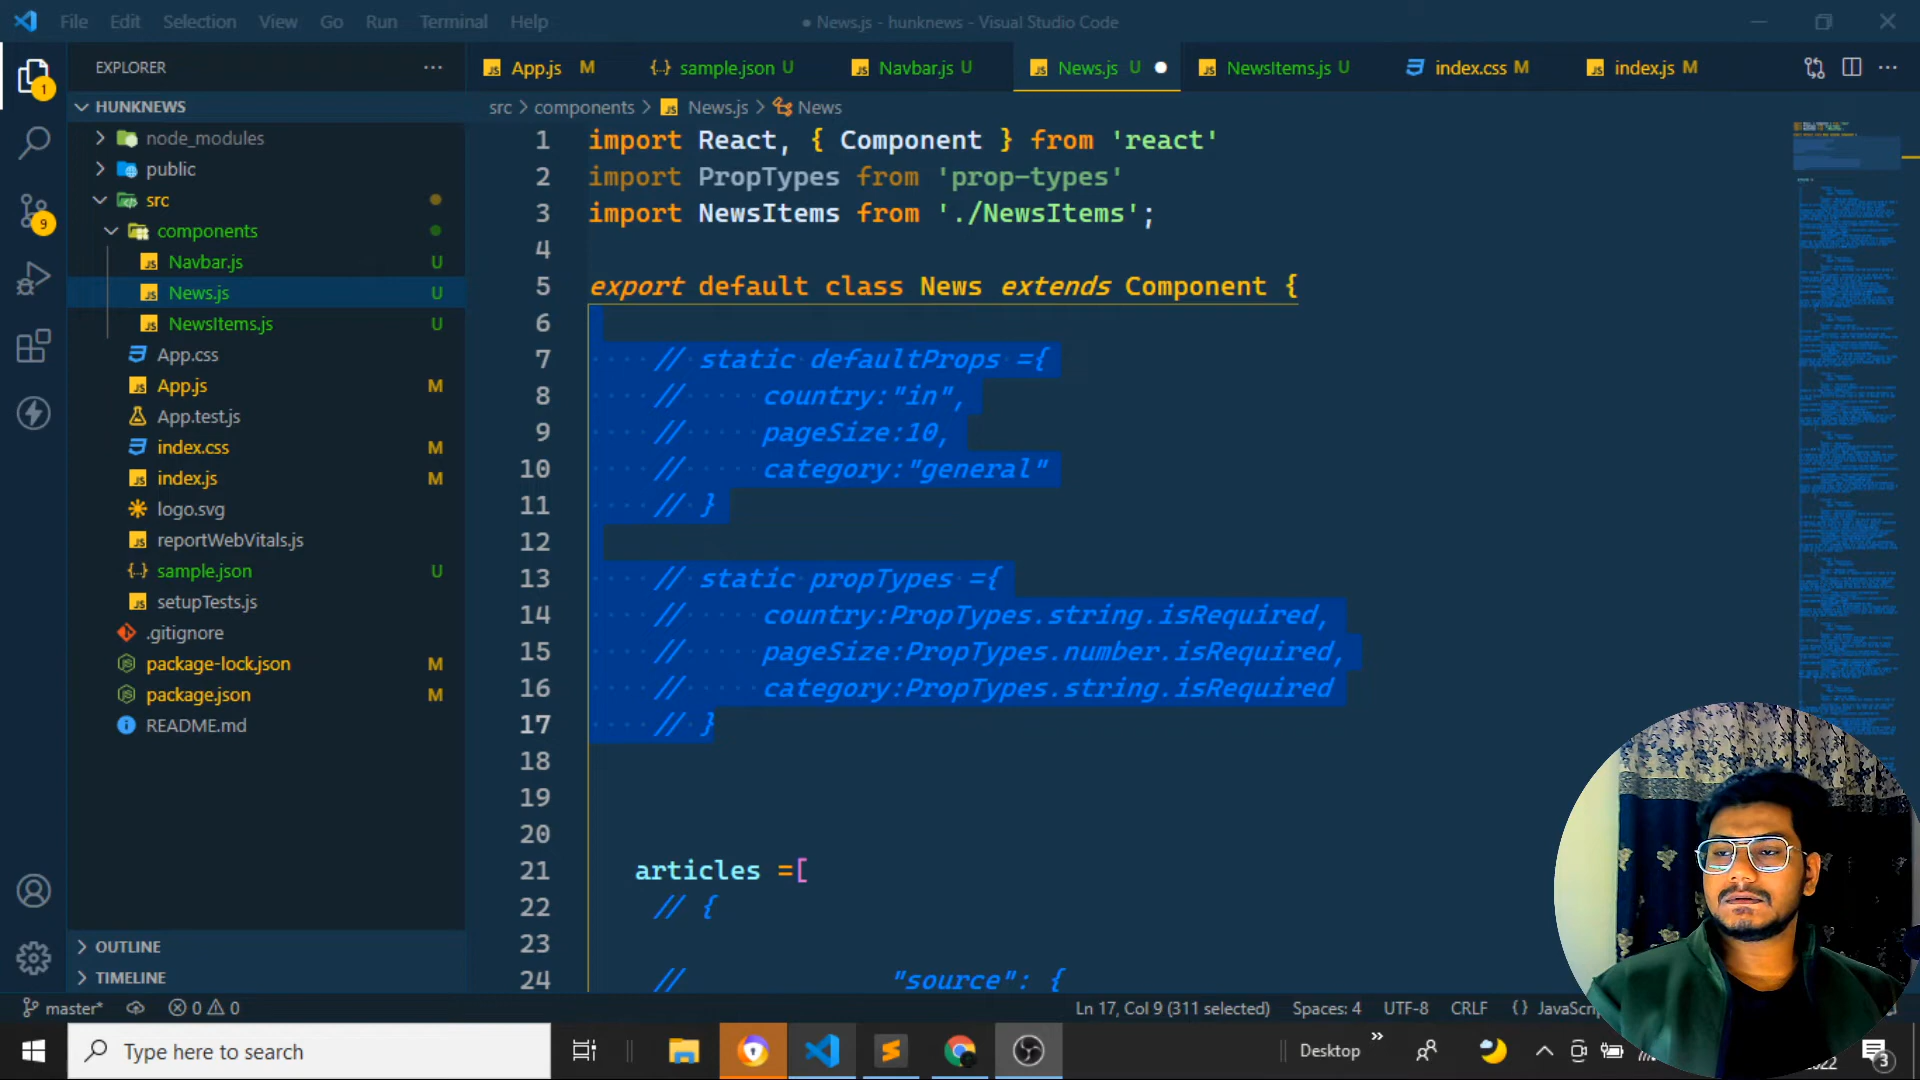 File Edit Selection View Go Run Terminal Help
● News.js - hunknews - Visual Studio Code
EXPLORER
App.js M
sample.json U
Navbar.js U
News.js U
NewsItems.js U
index.css M
index.js M
1
HUNKNEWS
src > components > News.js > News
node_modules
public
src
components
Navbar.js U
News.js U
NewsItems.js U
App.css
App.js M
App.test.js
index.css M
index.js M
logo.svg
reportWebVitals.js
sample.json U
setupTests.js
.gitignore
package-lock.json M
package.json M
README.md
9
OUTLINE
TIMELINE
1 import React, { Component } from 'react'
2 import PropTypes from 'prop-types'
3 import NewsItems from './NewsItems';
4
5 export default class News extends Component {
6
7 // static defaultProps ={
8 // country:"in",
9 // pageSize:10,
10 // category:"general"
11 // }
12
13 // static propTypes ={
14 // country:PropTypes.string.isRequired,
15 // pageSize:PropTypes.number.isRequired,
16 // category:PropTypes.string.isRequired
17 // }
18
19
20
21 articles =[
22 // {
23
24 // "source": {
master* 0 0 Ln 17, Col 9 (311 selected) Spaces: 4 UTF-8 CRLF {}
Type here to search
Desktop
3